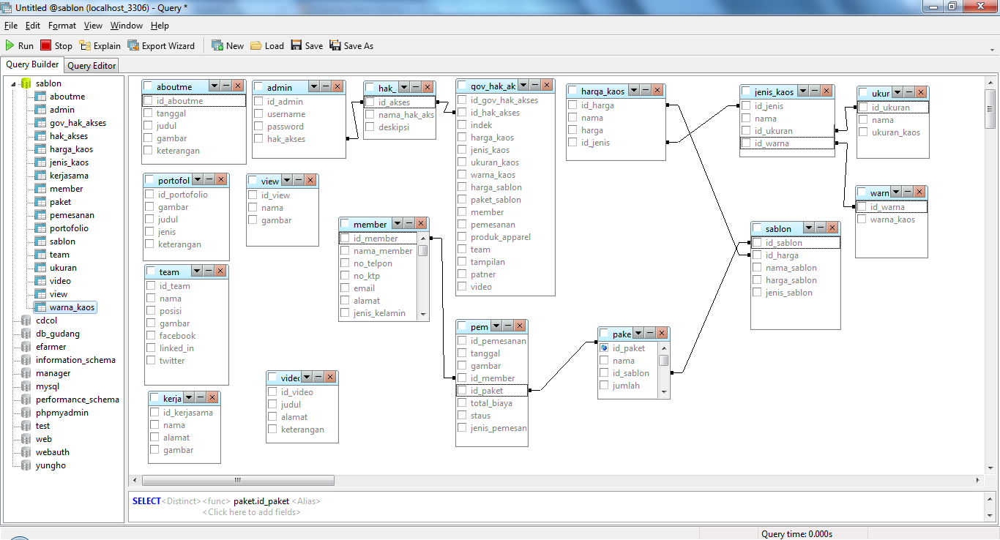 Untitled @sablon (localhost_3306) - Query *
File Edit Format View Window Help
Run Stop Explain Export Wizard New Load Save Save As
Query Builder Query Editor
sablon
aboutme
admin
gov_hak_akses
hak_akses
harga_kaos
jenis_kaos
kerjasama
member
paket
pemesanan
portofolio
sablon
team
ukuran
video
view
warna_kaos
cdcol
db_gudang
efarmer
information_schema
manager
mysql
performance_schema
phpmyadmin
test
web
webauth
yungho
aboutme
id_aboutme
tanggal
judul
gambar
keterangan
admin
id_admin
username
password
hak_akses
hak_
id_akses
nama_hak_aks
deskipsi
gov_hak_ak
id_gov_hak_akses
id_hak_akses
indek
harga_kaos
jenis_kaos
ukuran_kaos
warna_kaos
harga_sablon
paket_sablon
member
pemesanan
produk_apparel
team
tampilan
patner
video
harga_kaos
id_harga
nama
harga
id_jenis
jenis_kaos
id_jenis
nama
id_ukuran
id_warna
ukur
id_ukuran
nama
ukuran_kaos
portofol
id_portofolio
gambar
judul
jenis
keterangan
view
id_view
nama
gambar
member
id_member
nama_member
no_telpon
no_ktp
email
alamat
jenis_kelamin
warn
id_warna
warna_kaos
sablon
id_sablon
id_harga
nama_sablon
harga_sablon
jenis_sablon
team
id_team
nama
posisi
gambar
facebook
linked_in
twitter
pem
id_pemesanan
tanggal
gambar
id_member
id_paket
total_biaya
staus
jenis_pemesan
pake
id_paket
nama
id_sablon
jumlah
video
id_video
judul
alamat
keterangan
kerja
id_kerjasama
nama
alamat
gambar
SELECT <Distinct> <func> paket.id_paket <Alias>
<Click here to add fields>
Query time: 0.000s